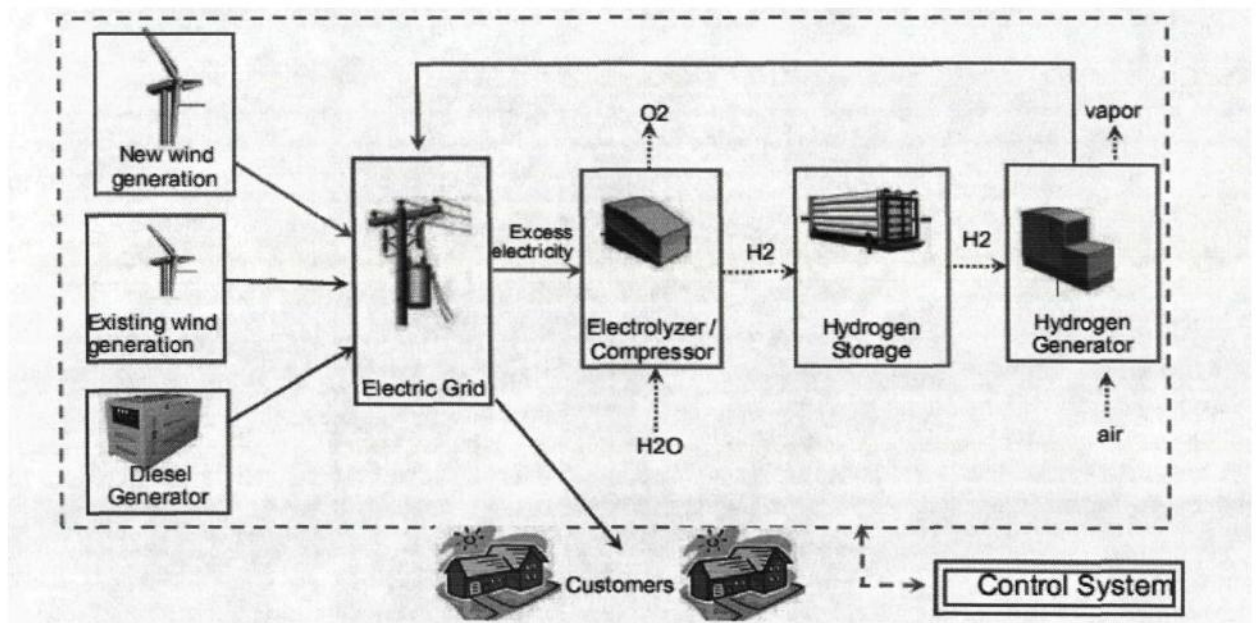 New wind
generation
Existing wind
generation
Diesel
Generator
Electric Grid
Excess
electricity
O2
Electrolyzer /
Compressor
H2O
H2
Hydrogen
Storage
H2
vapor
Hydrogen
Generator
air
Customers
Control System